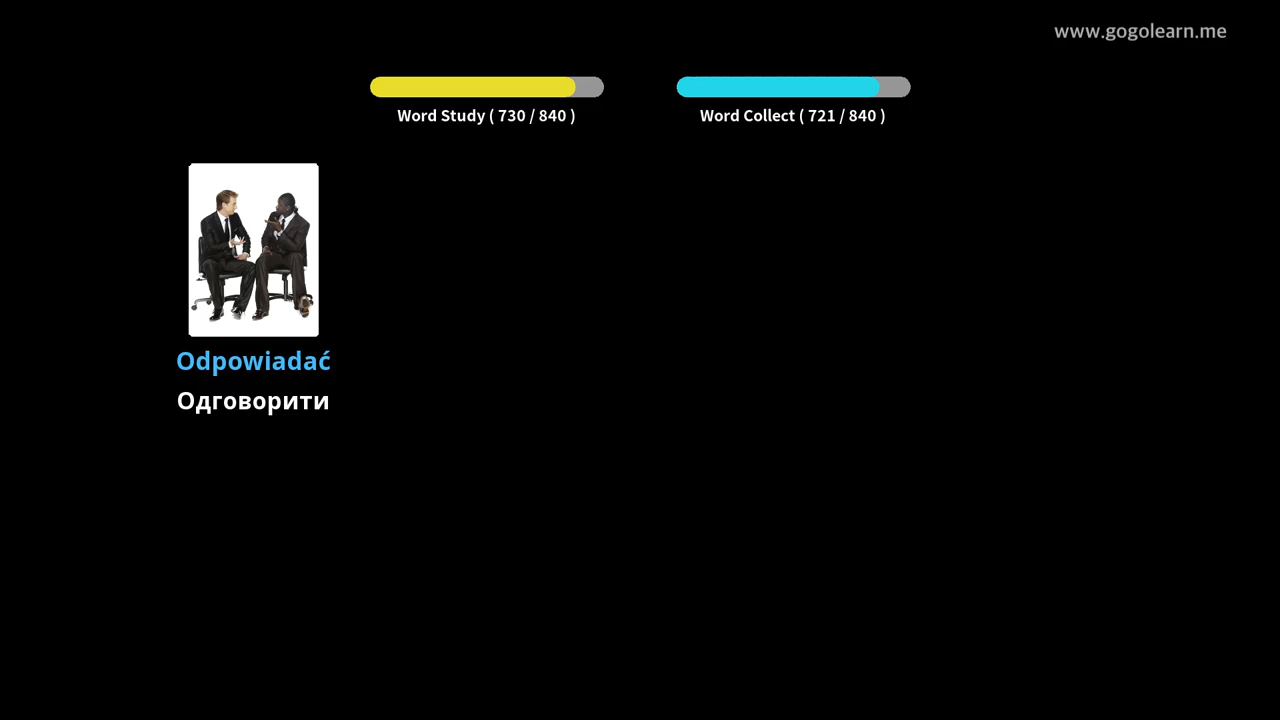 www.gogolearn.me
Word Study ( 730 / 840 )
Word Collect ( 721 / 840 )
Odpowiadać
Одговорити